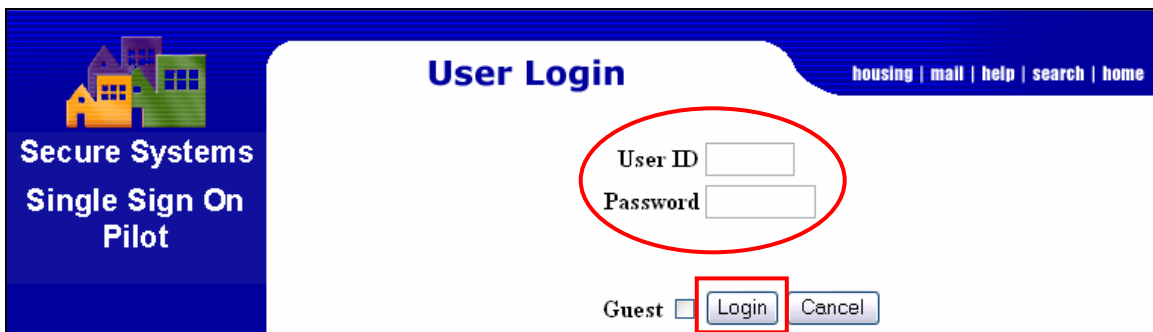 User Login
housing | mail | help | search | home
Secure Systems
Single Sign On
Pilot
User ID
Password
Guest Login Cancel